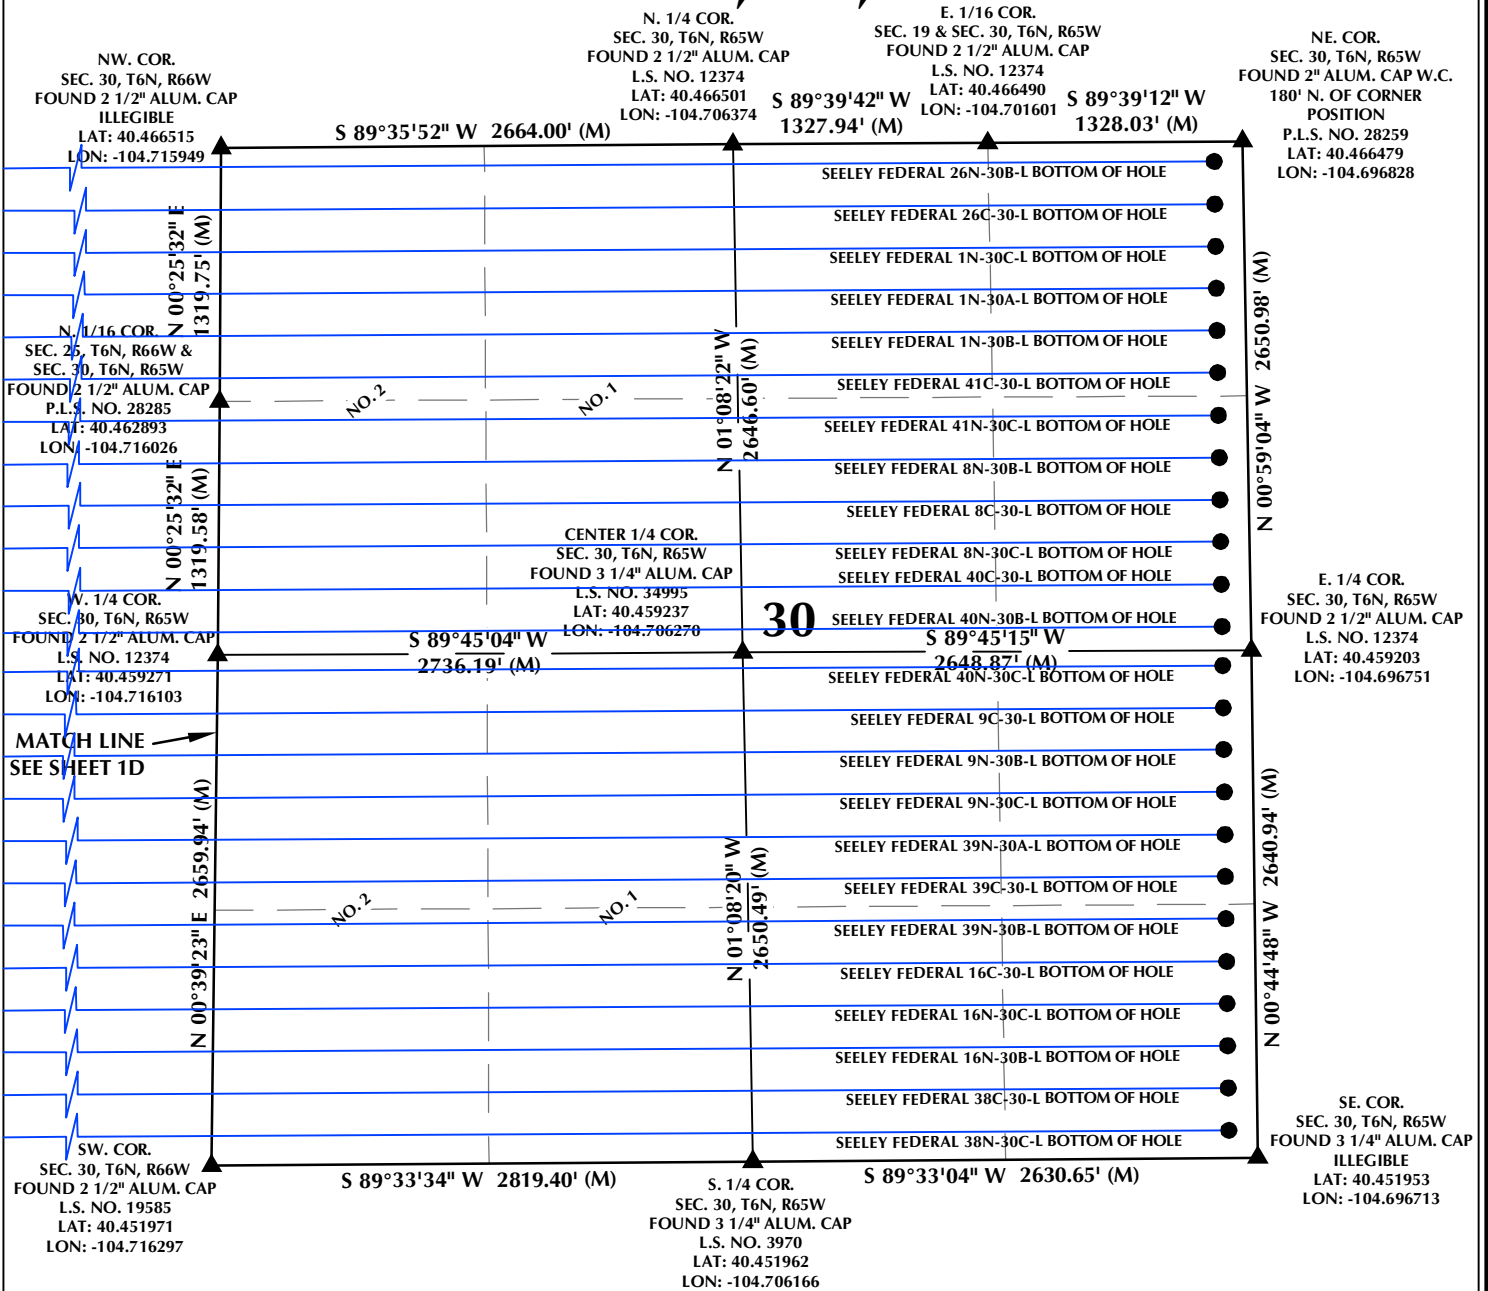 N. 1/4 COR.
SEC. 30, T6N, R65W
FOUND 2 1/2" ALUM. CAP
L.S. NO. 12374
LAT: 40.466501
LON: -104.706374
E. 1/16 COR.
SEC. 19 & SEC. 30, T6N, R65W
FOUND 2 1/2" ALUM. CAP
L.S. NO. 12374
LAT: 40.466490
LON: -104.701601
NE. COR.
SEC. 30, T6N, R65W
FOUND 2" ALUM. CAP W.C.
180' N. OF CORNER
POSITION
P.L.S. NO. 28259
LAT: 40.466479
LON: -104.696828
NW. COR.
SEC. 30, T6N, R66W
FOUND 2 1/2" ALUM. CAP
ILLEGIBLE
LAT: 40.466515
LON: -104.715949
S 89°35'52" W 2664.00' (M)
S 89°39'42" W
1327.94' (M)
S 89°39'12" W
1328.03' (M)
SEELEY FEDERAL 26N-30B-L BOTTOM OF HOLE
SEELEY FEDERAL 26C-30-L BOTTOM OF HOLE
SEELEY FEDERAL 1N-30C-L BOTTOM OF HOLE
SEELEY FEDERAL 1N-30A-L BOTTOM OF HOLE
SEELEY FEDERAL 1N-30B-L BOTTOM OF HOLE
SEELEY FEDERAL 41C-30-L BOTTOM OF HOLE
SEELEY FEDERAL 41N-30C-L BOTTOM OF HOLE
SEELEY FEDERAL 8N-30B-L BOTTOM OF HOLE
SEELEY FEDERAL 8C-30-L BOTTOM OF HOLE
SEELEY FEDERAL 8N-30C-L BOTTOM OF HOLE
SEELEY FEDERAL 40C-30-L BOTTOM OF HOLE
SEELEY FEDERAL 40N-30B-L BOTTOM OF HOLE
N 00°25'32" E
1319.75' (M)
N. 1/16 COR.
SEC. 25, T6N, R66W &
SEC. 30, T6N, R65W
FOUND 2 1/2" ALUM. CAP
P.L.S. NO. 28285
LAT: 40.462893
LON: -104.716026
NO. 2
NO. 1
N 01°08'22" W
2646.60' (M)
N 00°59'04" W 2650.98' (M)
N 00°25'32" E
1319.58' (M)
CENTER 1/4 COR.
SEC. 30, T6N, R65W
FOUND 3 1/4" ALUM. CAP
L.S. NO. 34995
LAT: 40.459237
LON: -104.706270
30
W. 1/4 COR.
SEC. 30, T6N, R65W
FOUND 2 1/2" ALUM. CAP
L.S. NO. 12374
LAT: 40.459271
LON: -104.716103
E. 1/4 COR.
SEC. 30, T6N, R65W
FOUND 2 1/2" ALUM. CAP
L.S. NO. 12374
LAT: 40.459203
LON: -104.696751
S 89°45'04" W
2736.19' (M)
S 89°45'15" W
2648.87' (M)
SEELEY FEDERAL 40N-30C-L BOTTOM OF HOLE
SEELEY FEDERAL 9C-30-L BOTTOM OF HOLE
SEELEY FEDERAL 9N-30B-L BOTTOM OF HOLE
SEELEY FEDERAL 9N-30C-L BOTTOM OF HOLE
SEELEY FEDERAL 39N-30A-L BOTTOM OF HOLE
SEELEY FEDERAL 39C-30-L BOTTOM OF HOLE
SEELEY FEDERAL 39N-30B-L BOTTOM OF HOLE
SEELEY FEDERAL 16C-30-L BOTTOM OF HOLE
SEELEY FEDERAL 16N-30C-L BOTTOM OF HOLE
SEELEY FEDERAL 16N-30B-L BOTTOM OF HOLE
SEELEY FEDERAL 38C-30-L BOTTOM OF HOLE
SEELEY FEDERAL 38N-30C-L BOTTOM OF HOLE
MATCH LINE
SEE SHEET 1D
N 00°39'23" E 2659.94' (M)
NO. 2
NO. 1
N 01°08'20" W
2650.49' (M)
N 00°44'48" W 2640.94' (M)
SW. COR.
SEC. 30, T6N, R66W
FOUND 2 1/2" ALUM. CAP
L.S. NO. 19585
LAT: 40.451971
LON: -104.716297
S 89°33'34" W 2819.40' (M)
S. 1/4 COR.
SEC. 30, T6N, R65W
FOUND 3 1/4" ALUM. CAP
L.S. NO. 3970
LAT: 40.451962
LON: -104.706166
S 89°33'04" W 2630.65' (M)
SE. COR.
SEC. 30, T6N, R65W
FOUND 3 1/4" ALUM. CAP
ILLEGIBLE
LAT: 40.451953
LON: -104.696713